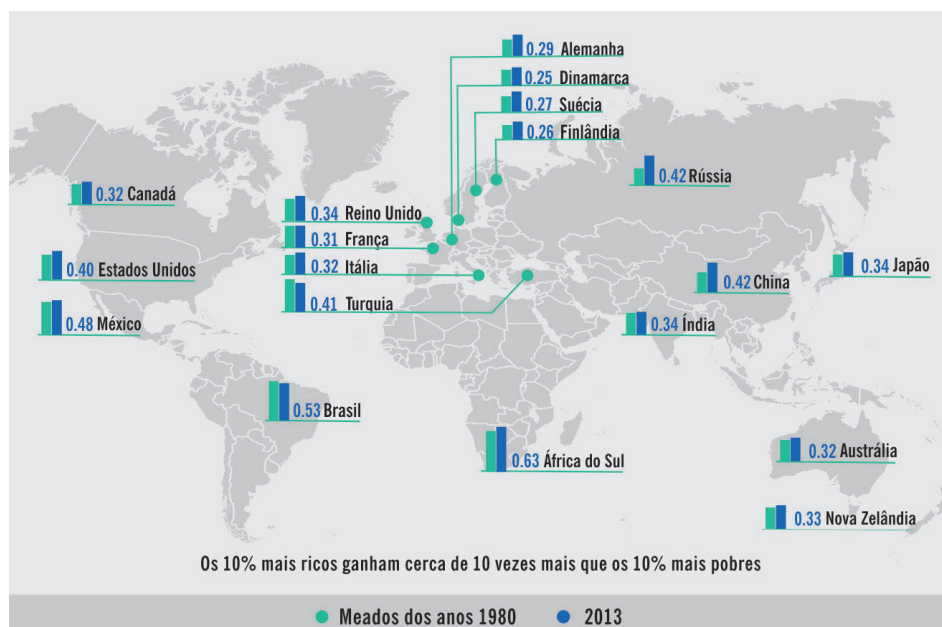 0.29 Alemanha
0.25 Dinamarca
0.27 Suécia
0.26 Finlândia
0.42 Rússia
0.32 Canadá
0.34 Reino Unido
0.31 França
0.32 Itália
0.41 Turquia
0.40 Estados Unidos
0.48 México
0.34 Japão
0.42 China
0.34 Índia
0.53 Brasil
0.63 África do Sul
0.32 Austrália
0.33 Nova Zelândia
Os 10% mais ricos ganham cerca de 10 vezes mais que os 10% mais pobres
Meados dos anos 1980 2013